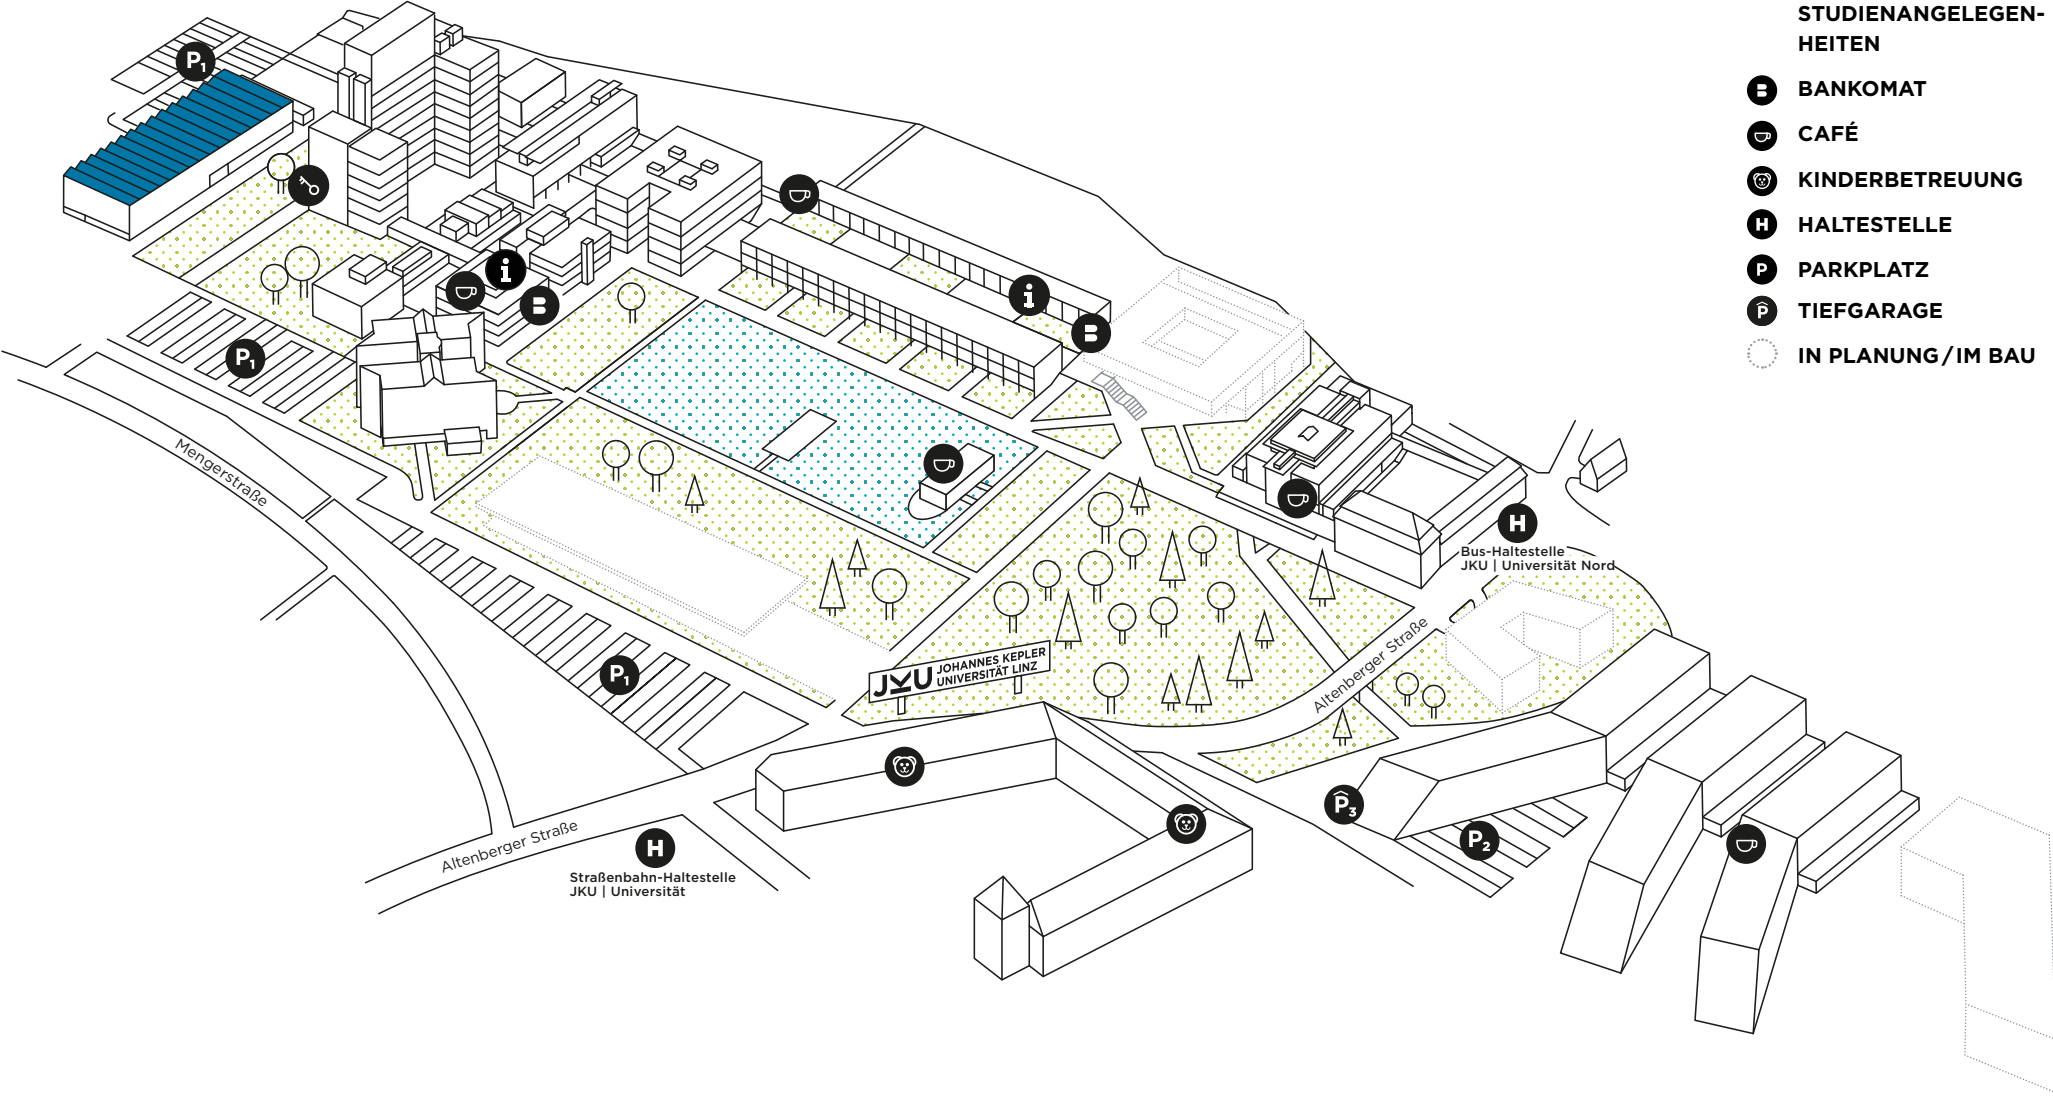 STUDIENANGELEGEN-
HEITEN
B BANKOMAT
CAFÉ
KINDERBETREUUNG
H HALTESTELLE
P PARKPLATZ
P TIEFGARAGE
IN PLANUNG/IM BAU
P1
i
B
P1
i
B
Mengerstraße
H
Bus-Haltestelle
JKU | Universität Nord
P1
JKU JOHANNES KEPLER
UNIVERSITÄT LINZ
Altenberger Straße
P3
P2
Altenberger Straße
H
Straßenbahn-Haltestelle
JKU | Universität